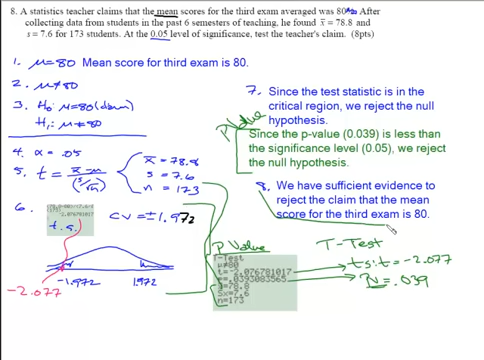 8. A statistics teacher claims that the mean scores for the third exam averaged was 80. After
collecting data from students in the past 6 semesters of teaching, he found x̄ = 78.8 and
s = 7.6 for 173 students. At the 0.05 level of significance, test the teacher's claim. (8pts)
1. μ=80 Mean score for third exam is 80.
2. μ≠80
3. H₀: μ=80 (claim)
H₁: μ≠80
4. α = .05
5. t = (x̄-μ)/(s/√n)
x̄ = 78.8
s = 7.6
n = 173
6.
-2.076781017
t.s.
CV = ±1.972
-1.972 1.972
-2.077
7. Since the test statistic is in the
critical region, we reject the null
hypothesis.
P Value
Since the p-value (0.039) is less than
the significance level (0.05), we reject
the null hypothesis.
8. We have sufficient evidence to
reject the claim that the mean
score for the third exam is 80.
P Value
T-Test
μ≠80
t=-2.076781017
p=.0393083565
x̄=78.8
Sx=7.6
n=173
T-Test
ts: t = -2.077
= .039